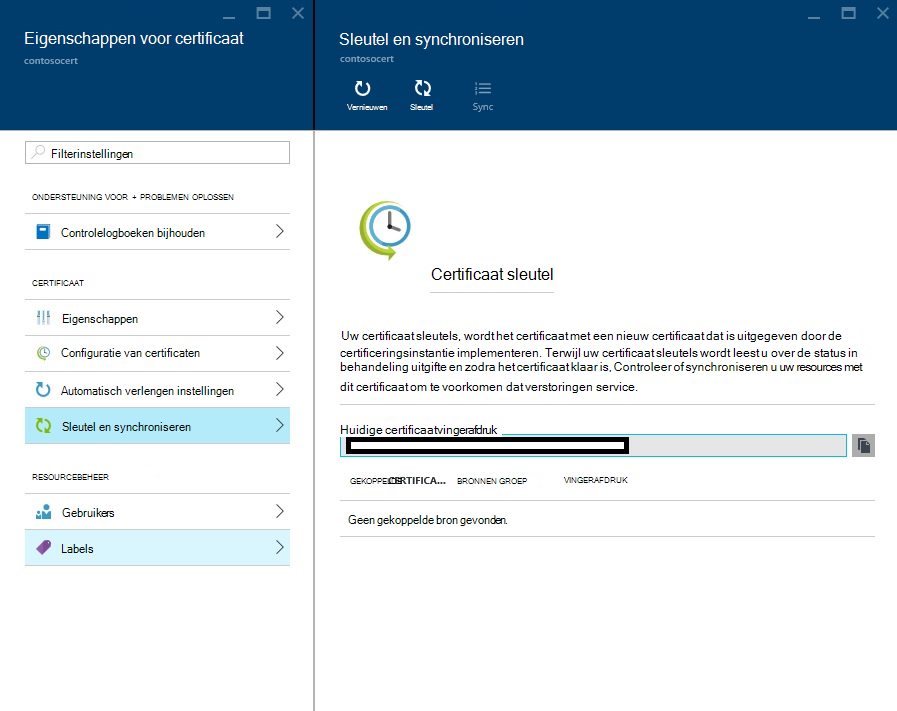 Eigenschappen voor certificaat
contosocert
Filterinstellingen
ONDERSTEUNING VOOR + PROBLEMEN OPLOSSEN
Controlelogboeken bijhouden
CERTIFICAAT
Eigenschappen
Configuratie van certificaten
Automatisch verlengen instellingen
Sleutel en synchroniseren
RESOURCEBEHEER
Gebruikers
Labels
Sleutel en synchroniseren
contosocert
Vernieuwen Sleutel Sync
Certificaat sleutel
Uw certificaat sleutels, wordt het certificaat met een nieuw certificaat dat is uitgegeven door de
certificeringsinstantie implementeren. Terwijl uw certificaat sleutels wordt leest u over de status in
behandeling uitgifte en zodra het certificaat klaar is, Controleer of synchroniseren u uw resources met
dit certificaat om te voorkomen dat verstoringen service.
Huidige certificaatvingerafdruk
CERTIFICA... BRONNEN GROEP VINGERAFDRUK
Geen gekoppelde bron gevonden.